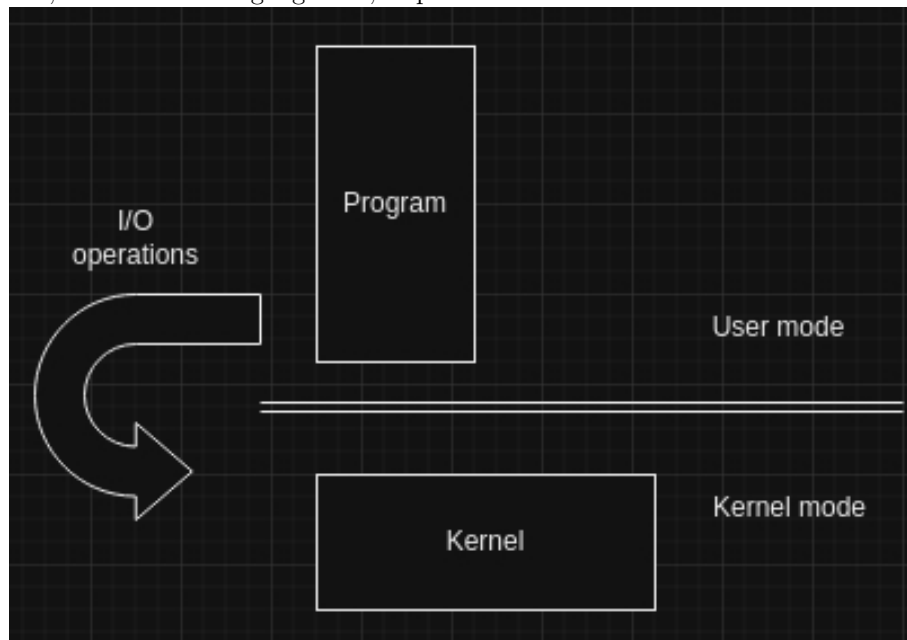 Program
I/O
operations
User mode
Kernel mode
Kernel